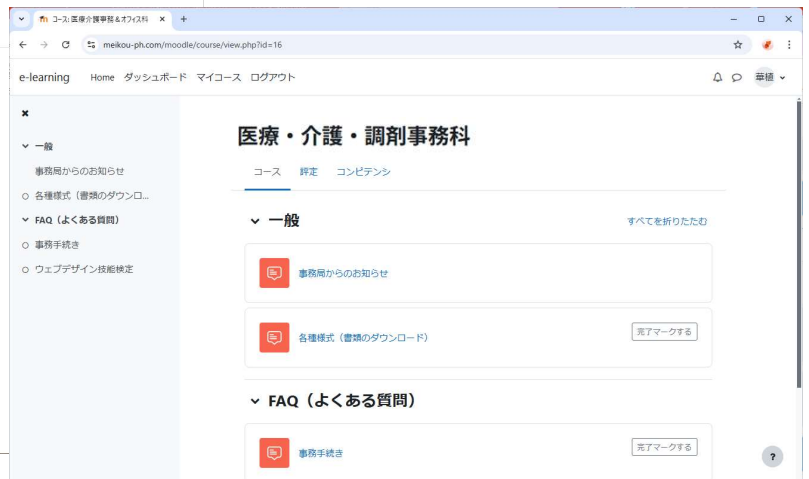 コース: 医療介護事務&オフィス科
meikou-ph.com/moodle/course/view.php?id=16
e-learning Home ダッシュボード マイコース ログアウト 華植
一般
事務局からのお知らせ
各種様式（書類のダウンロ...
FAQ（よくある質問）
事務手続き
ウェブデザイン技能検定
医療・介護・調剤事務科
コース 評定 コンピテンシ
一般 すべてを折りたたむ
事務局からのお知らせ
各種様式（書類のダウンロード） 完了マークする
FAQ（よくある質問）
事務手続き 完了マークする
?